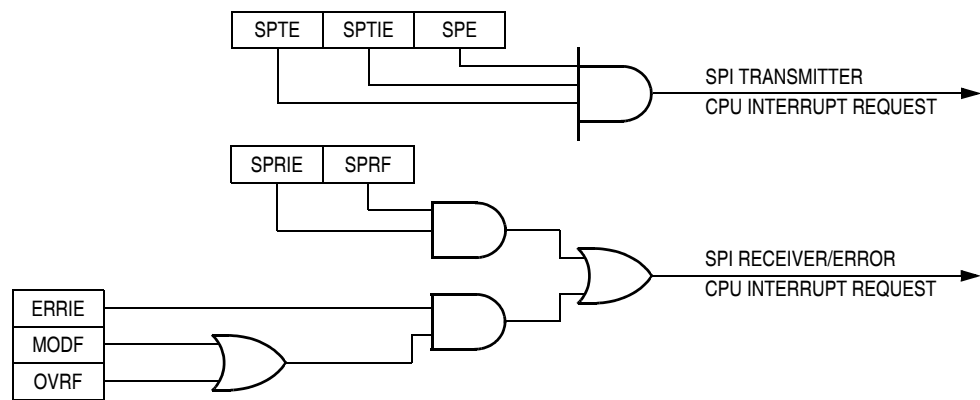 SPTE SPTIE SPE
SPI TRANSMITTER
CPU INTERRUPT REQUEST
SPRIE SPRF
SPI RECEIVER/ERROR
CPU INTERRUPT REQUEST
ERRIE
MODF
OVRF